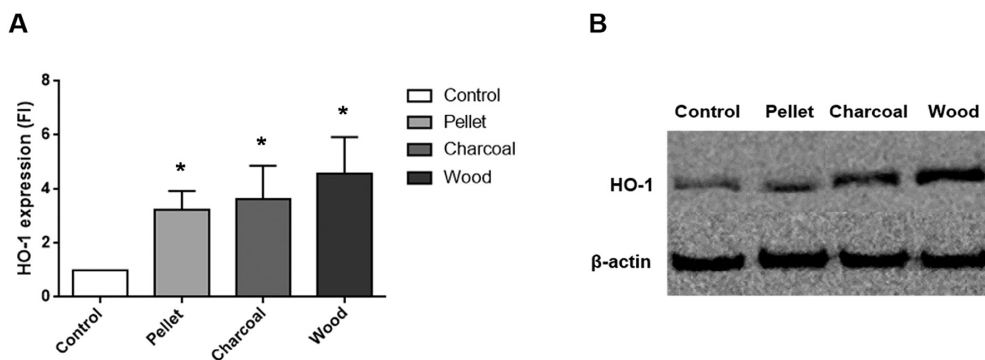 A
HO-1 expression (FI)
8
6
4
2
0
*
*
*
Control
Pellet
Charcoal
Wood
Control
Pellet
Charcoal
Wood
B
Control Pellet Charcoal Wood
HO-1
β-actin